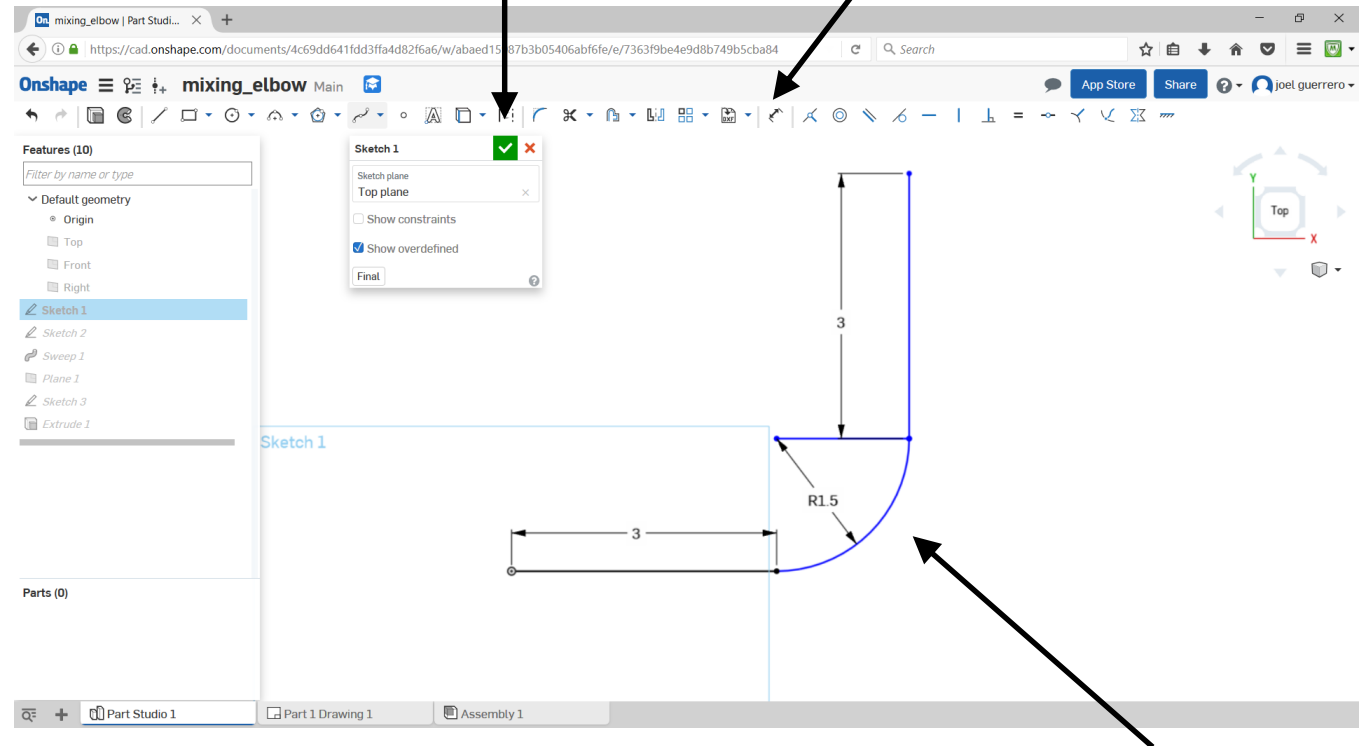 On mixing_elbow | Part Studi... × +
https://cad.onshape.com/documents/4c69dd641fdd3ffa4d82f6a6/w/abaed15 87b3b05406abf6fe/e/7363f9be4e9d8b749b5cba84 Search
Onshape mixing_elbow Main App Store Share joel guerrero
DXF
Features (10)
Filter by name or type
Default geometry
Origin
Top
Front
Right
Sketch 1
Sketch 2
Sweep 1
Plane 1
Sketch 3
Extrude 1
Sketch 1
Sketch plane
Top plane
Show constraints
Show overdefined
Final
Y
Top
X
3
Sketch 1
R1.5
3
Parts (0)
Part Studio 1 Part 1 Drawing 1 Assembly 1